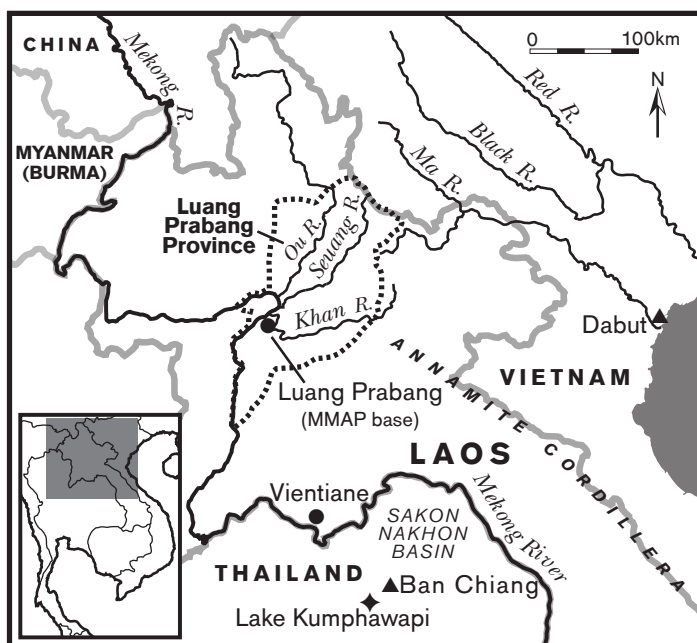 CHINA
Mekong R.
0 100km
N
Red R.
Black R.
Ma R.
MYANMAR
(BURMA)
Luang
Prabang
Province
Ou R.
Seuang R.
Khan R.
Dabut
Luang Prabang
(MMAP base)
VIETNAM
ANNAMITE CORDILLERA
LAOS
Mekong River
Vientiane
SAKON
NAKHON
BASIN
THAILAND
Ban Chiang
Lake Kumphawapi